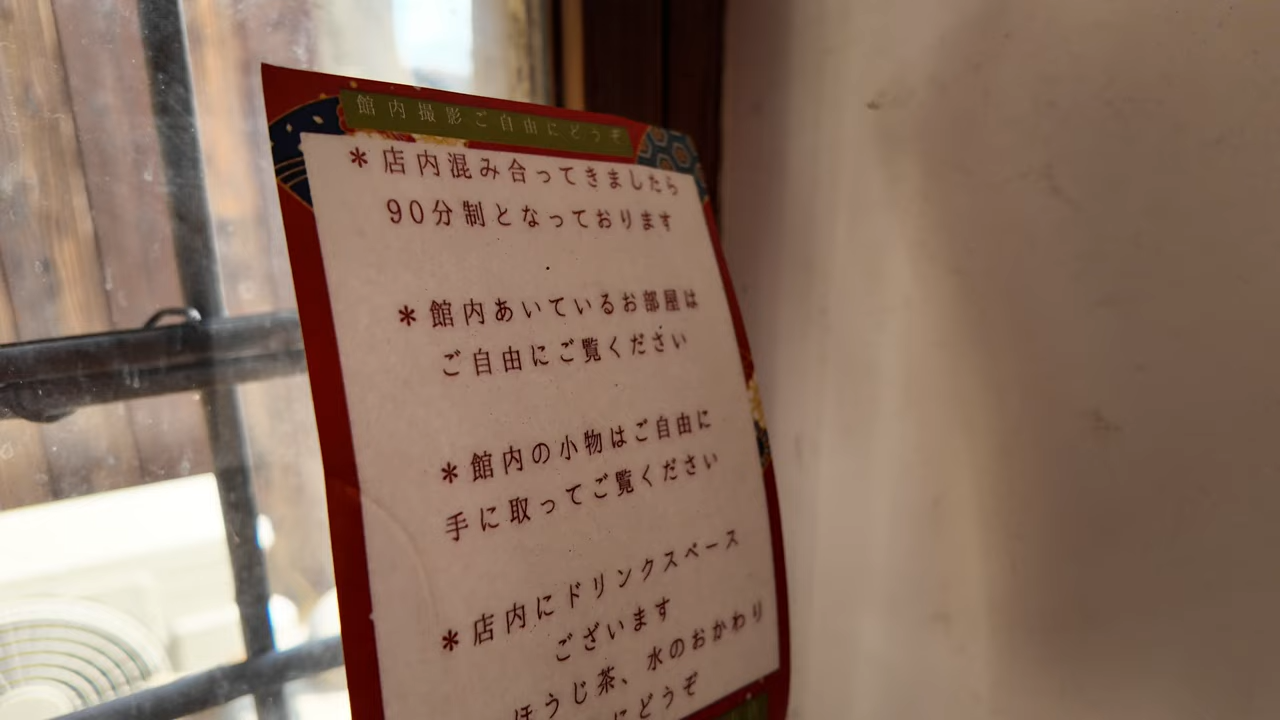 館内撮影ご自由にどうぞ
＊店内混み合ってきましたら
90分制となっております
＊館内あいているお部屋は
ご自由にご覧ください
＊館内の小物はご自由に
手に取ってご覧ください
＊店内にドリンクスペース
ございます
ほうじ茶、水のおかわり
にどうぞ